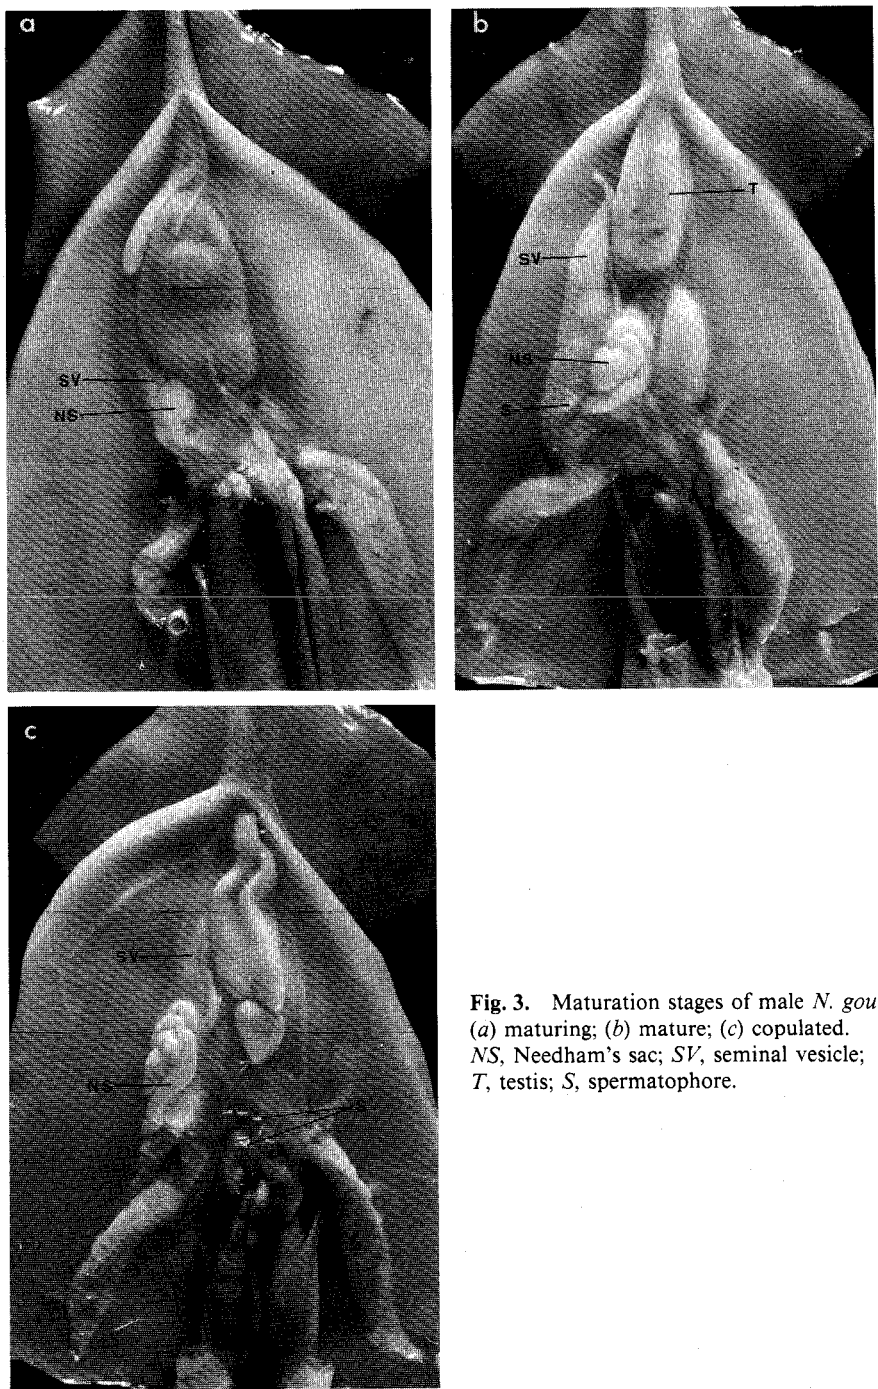 a
SV
NS
b
T
SV
NS
S
c
SV
NS
S
Fig. 3. Maturation stages of male N. gou
(a) maturing; (b) mature; (c) copulated.
NS, Needham's sac; SV, seminal vesicle;
T, testis; S, spermatophore.